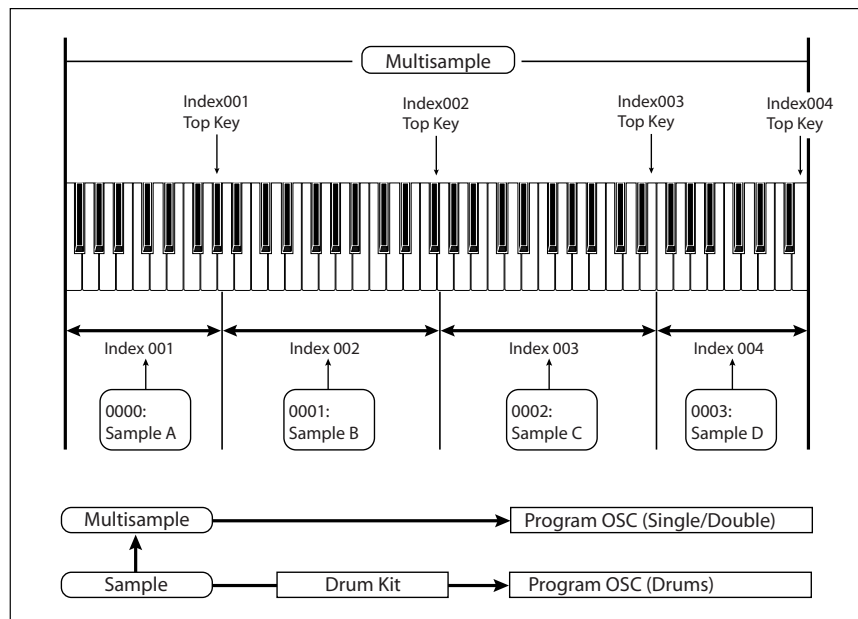 Multisample
Index001
Top Key
Index002
Top Key
Index003
Top Key
Index004
Top Key
Index 001
Index 002
Index 003
Index 004
0000:
Sample A
0001:
Sample B
0002:
Sample C
0003:
Sample D
Multisample
Program OSC (Single/Double)
Sample
Drum Kit
Program OSC (Drums)